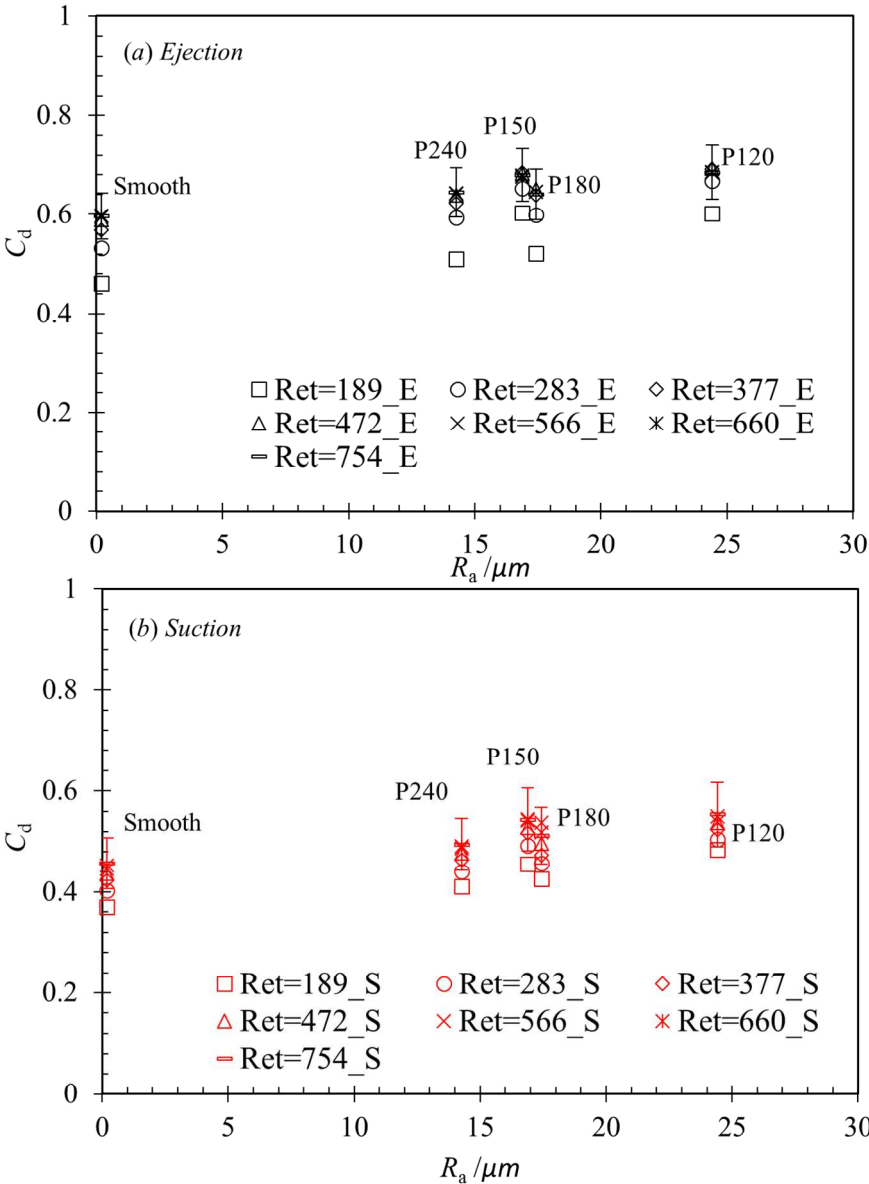 1
(a) Ejection
0.8
P150
P240
P120
Smooth
P180
0.6
Cd
0.4
Ret=189_E
Ret=283_E
Ret=377_E
Ret=472_E
Ret=566_E
Ret=660_E
Ret=754_E
0.2
0
0 5 10 15 20 25 30
Ra /μm
1
(b) Suction
0.8
P150
0.6
P240
Smooth
P180
P120
Cd
0.4
Ret=189_S
Ret=283_S
Ret=377_S
Ret=472_S
Ret=566_S
Ret=660_S
Ret=754_S
0.2
0
0 5 10 15 20 25 30
Ra /μm